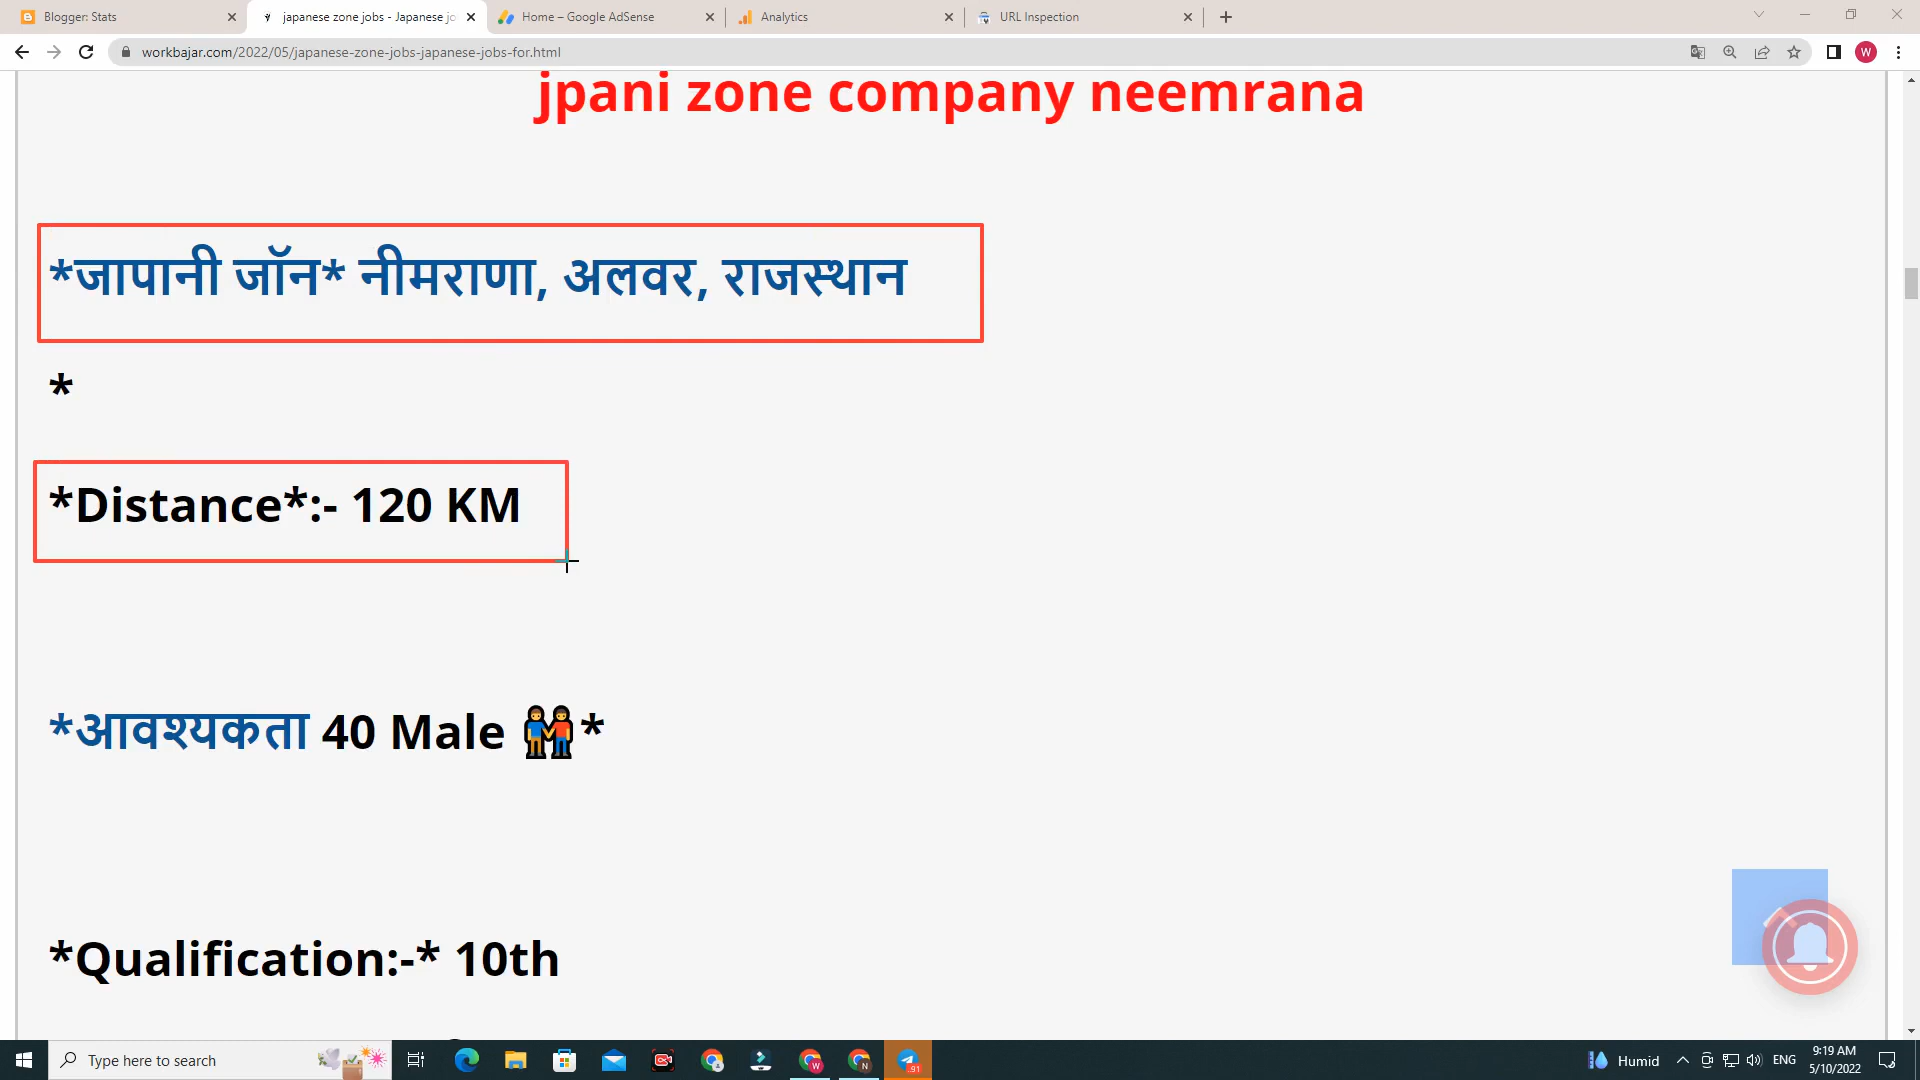 Blogger: Stats
japanese zone jobs - Japanese jo
Home – Google AdSense
Analytics
URL Inspection
workbajar.com/2022/05/japanese-zone-jobs-japanese-jobs-for.html
W
jpani zone company neemrana
*जापानी जॉन* नीमराणा, अलवर, राजस्थान
*
*Distance*:- 120 KM
*आवश्यकता 40 Male 👬*
*Qualification:-* 10th
Type here to search
W
N
91
Humid
ENG
9:19 AM
5/10/2022